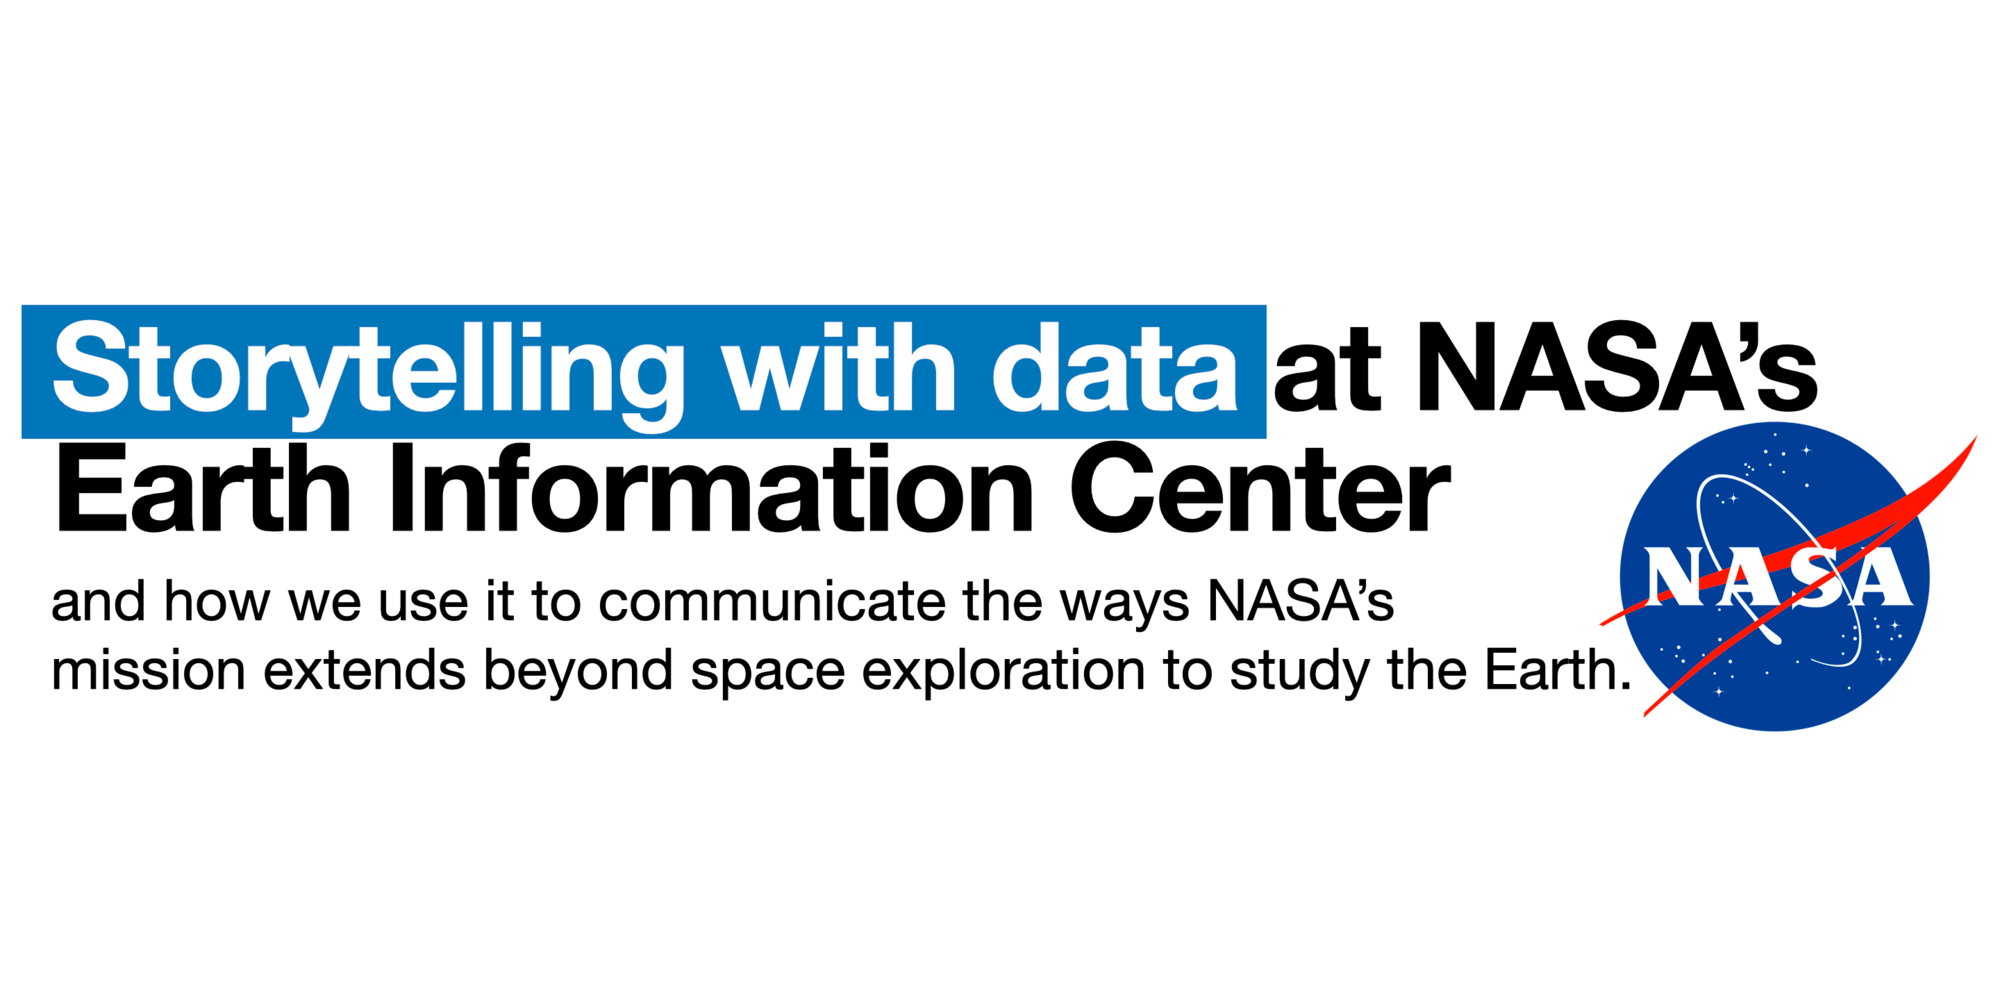 Storytelling with data at NASA’s
Earth Information Center
and how we use it to communicate the ways NASA’s
mission extends beyond space exploration to study the Earth.
NASA